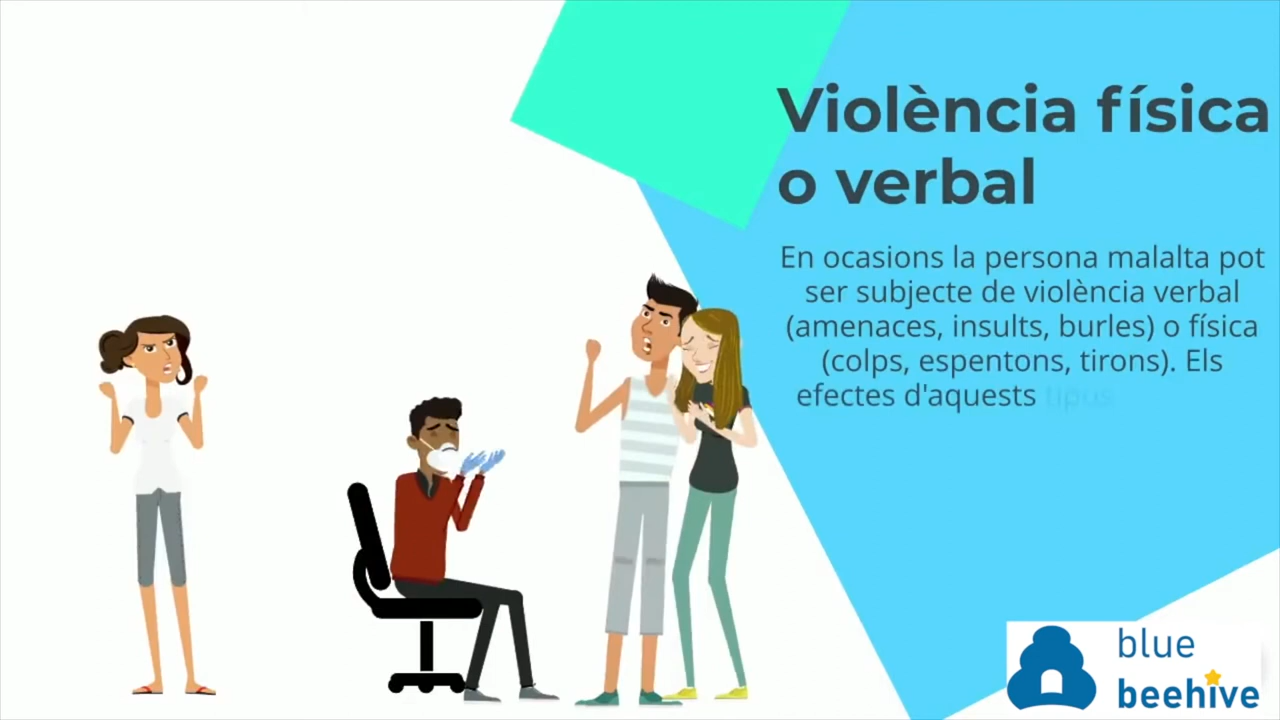 Violència física
o verbal
En ocasions la persona malalta pot
ser subjecte de violència verbal
(amenaces, insults, burles) o física
(colps, espentons, tirons). Els
efectes d'aquests tipus
blue
beehive